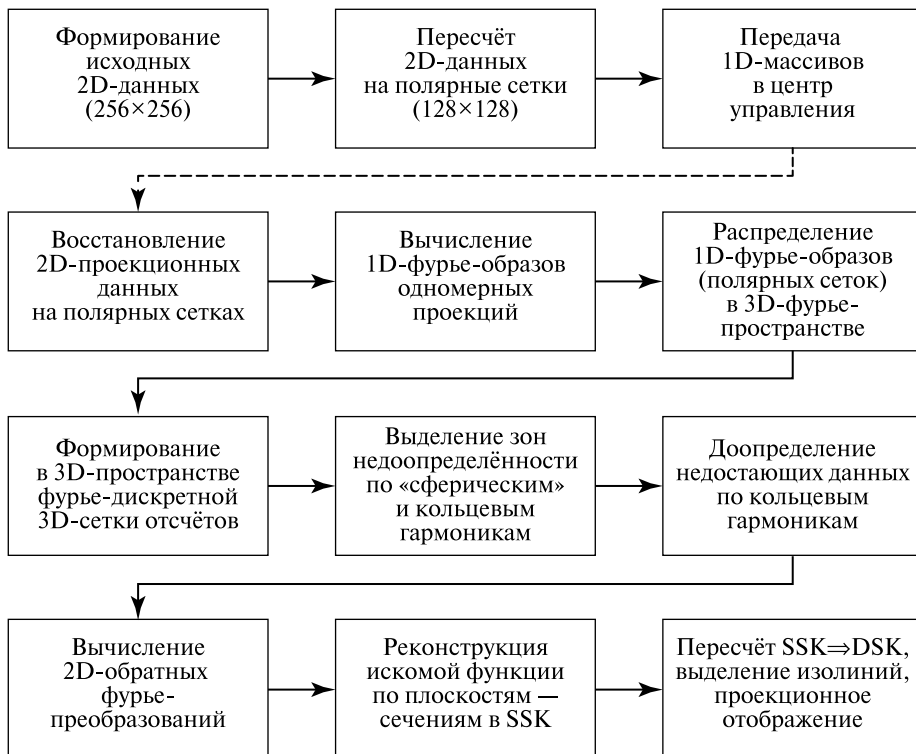 Формирование
исходных
2D-данных
(256×256)
Пересчёт
2D-данных
на полярные сетки
(128×128)
Передача
1D-массивов
в центр
управления
Восстановление
2D-проекционных
данных
на полярных сетках
Вычисление
1D-фурье-образов
одномерных
проекций
Распределение
1D-фурье-образов
(полярных сеток)
в 3D-фурье-
пространстве
Формирование
в 3D-пространстве
фурье-дискретной
3D-сетки отсчётов
Выделение зон
недоопределённости
по «сферическим»
и кольцевым
гармоникам
Доопределение
недостающих данных
по кольцевым
гармоникам
Вычисление
2D-обратных
фурье-
преобразований
Реконструкция
искомой функции
по плоскостям —
сечениям в SSK
Пересчёт SSK⇒DSK,
выделение изолиний,
проекционное
отображение